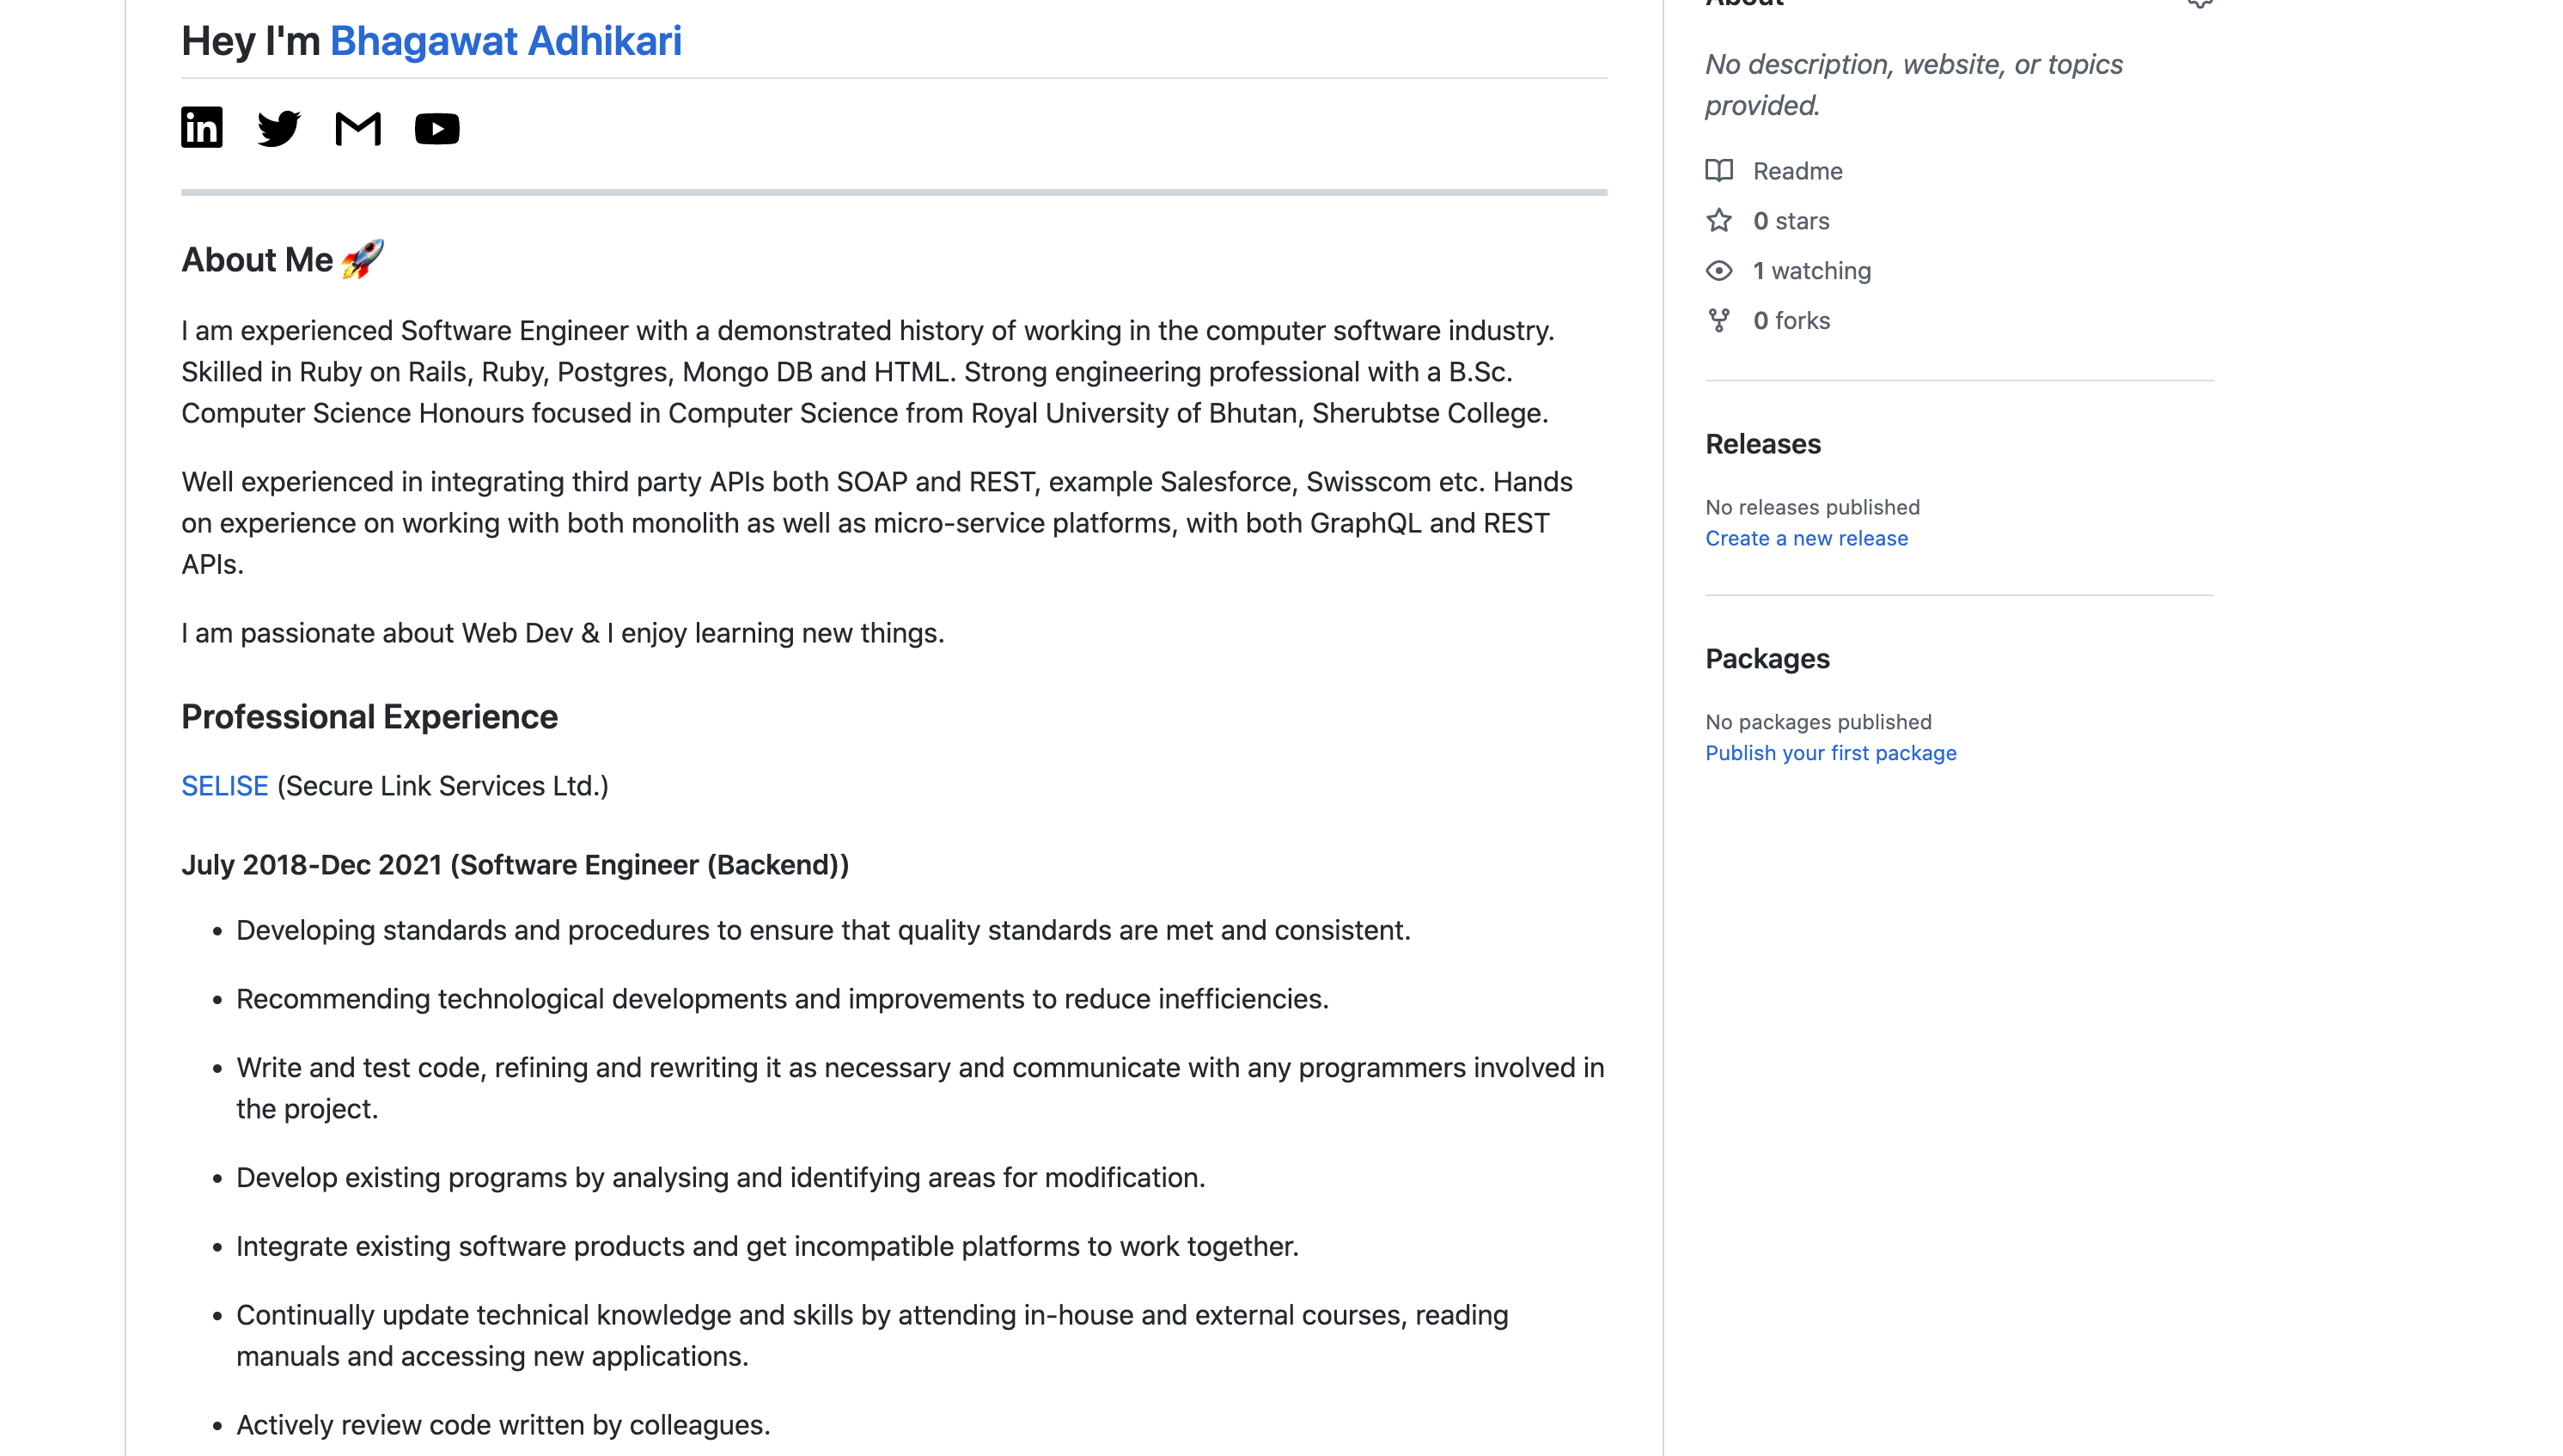 Hey I'm Bhagawat Adhikari
in
About Me 🚀
I am experienced Software Engineer with a demonstrated history of working in the computer software industry.
Skilled in Ruby on Rails, Ruby, Postgres, Mongo DB and HTML. Strong engineering professional with a B.Sc.
Computer Science Honours focused in Computer Science from Royal University of Bhutan, Sherubtse College.
Well experienced in integrating third party APIs both SOAP and REST, example Salesforce, Swisscom etc. Hands
on experience on working with both monolith as well as micro-service platforms, with both GraphQL and REST
APIs.
I am passionate about Web Dev & I enjoy learning new things.
Professional Experience
SELISE (Secure Link Services Ltd.)
July 2018-Dec 2021 (Software Engineer (Backend))
• Developing standards and procedures to ensure that quality standards are met and consistent.
• Recommending technological developments and improvements to reduce inefficiencies.
• Write and test code, refining and rewriting it as necessary and communicate with any programmers involved in
the project.
• Develop existing programs by analysing and identifying areas for modification.
• Integrate existing software products and get incompatible platforms to work together.
• Continually update technical knowledge and skills by attending in-house and external courses, reading
manuals and accessing new applications.
• Actively review code written by colleagues.
About
No description, website, or topics
provided.
Readme
0 stars
1 watching
0 forks
Releases
No releases published
Create a new release
Packages
No packages published
Publish your first package